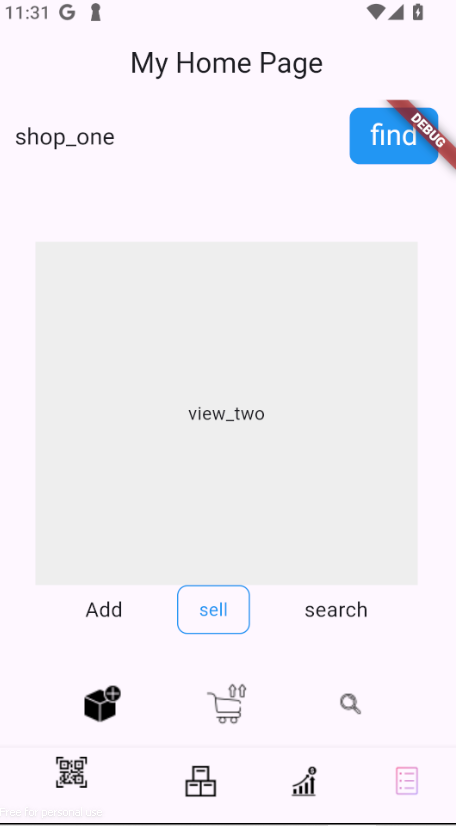 11:31 G
My Home Page
shop_one
find
DEBUG
view_two
Add sell search
Free for personal use